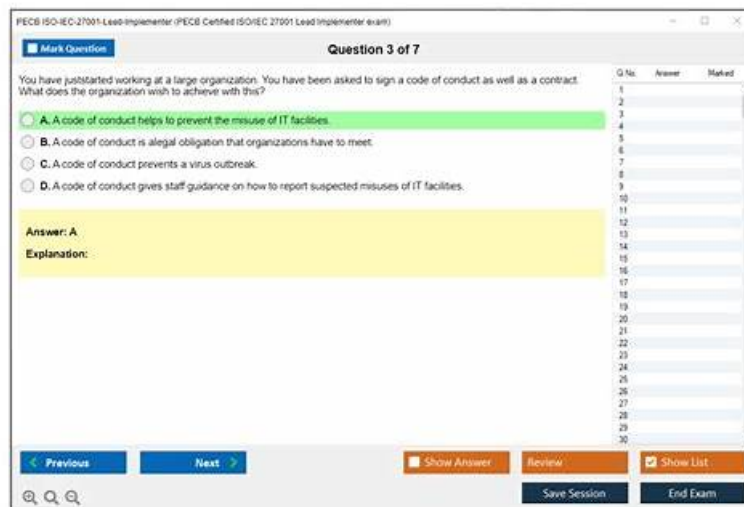 PECB ISO-IEC-27001-Lead-Implementer (PECB Certified ISO/IEC 27001 Lead Implementer exam)
Mark Question
Question 3 of 7
You have juststarted working at a large organization. You have been asked to sign a code of conduct as well as a contract.
What does the organization wish to achieve with this?
A. A code of conduct helps to prevent the misuse of IT facilities.
B. A code of conduct is alegal obligation that organizations have to meet.
C. A code of conduct prevents a virus outbreak.
D. A code of conduct gives staff guidance on how to report suspected misuses of IT facilities.
Answer: A
Explanation:
Q No. Answer Marked
1
2
3
4
5
6
7
8
9
10
11
12
13
14
15
16
17
18
19
20
21
22
23
24
25
26
27
28
29
30
Previous
Next
Show Answer
Review
Show List
Save Session
End Exam